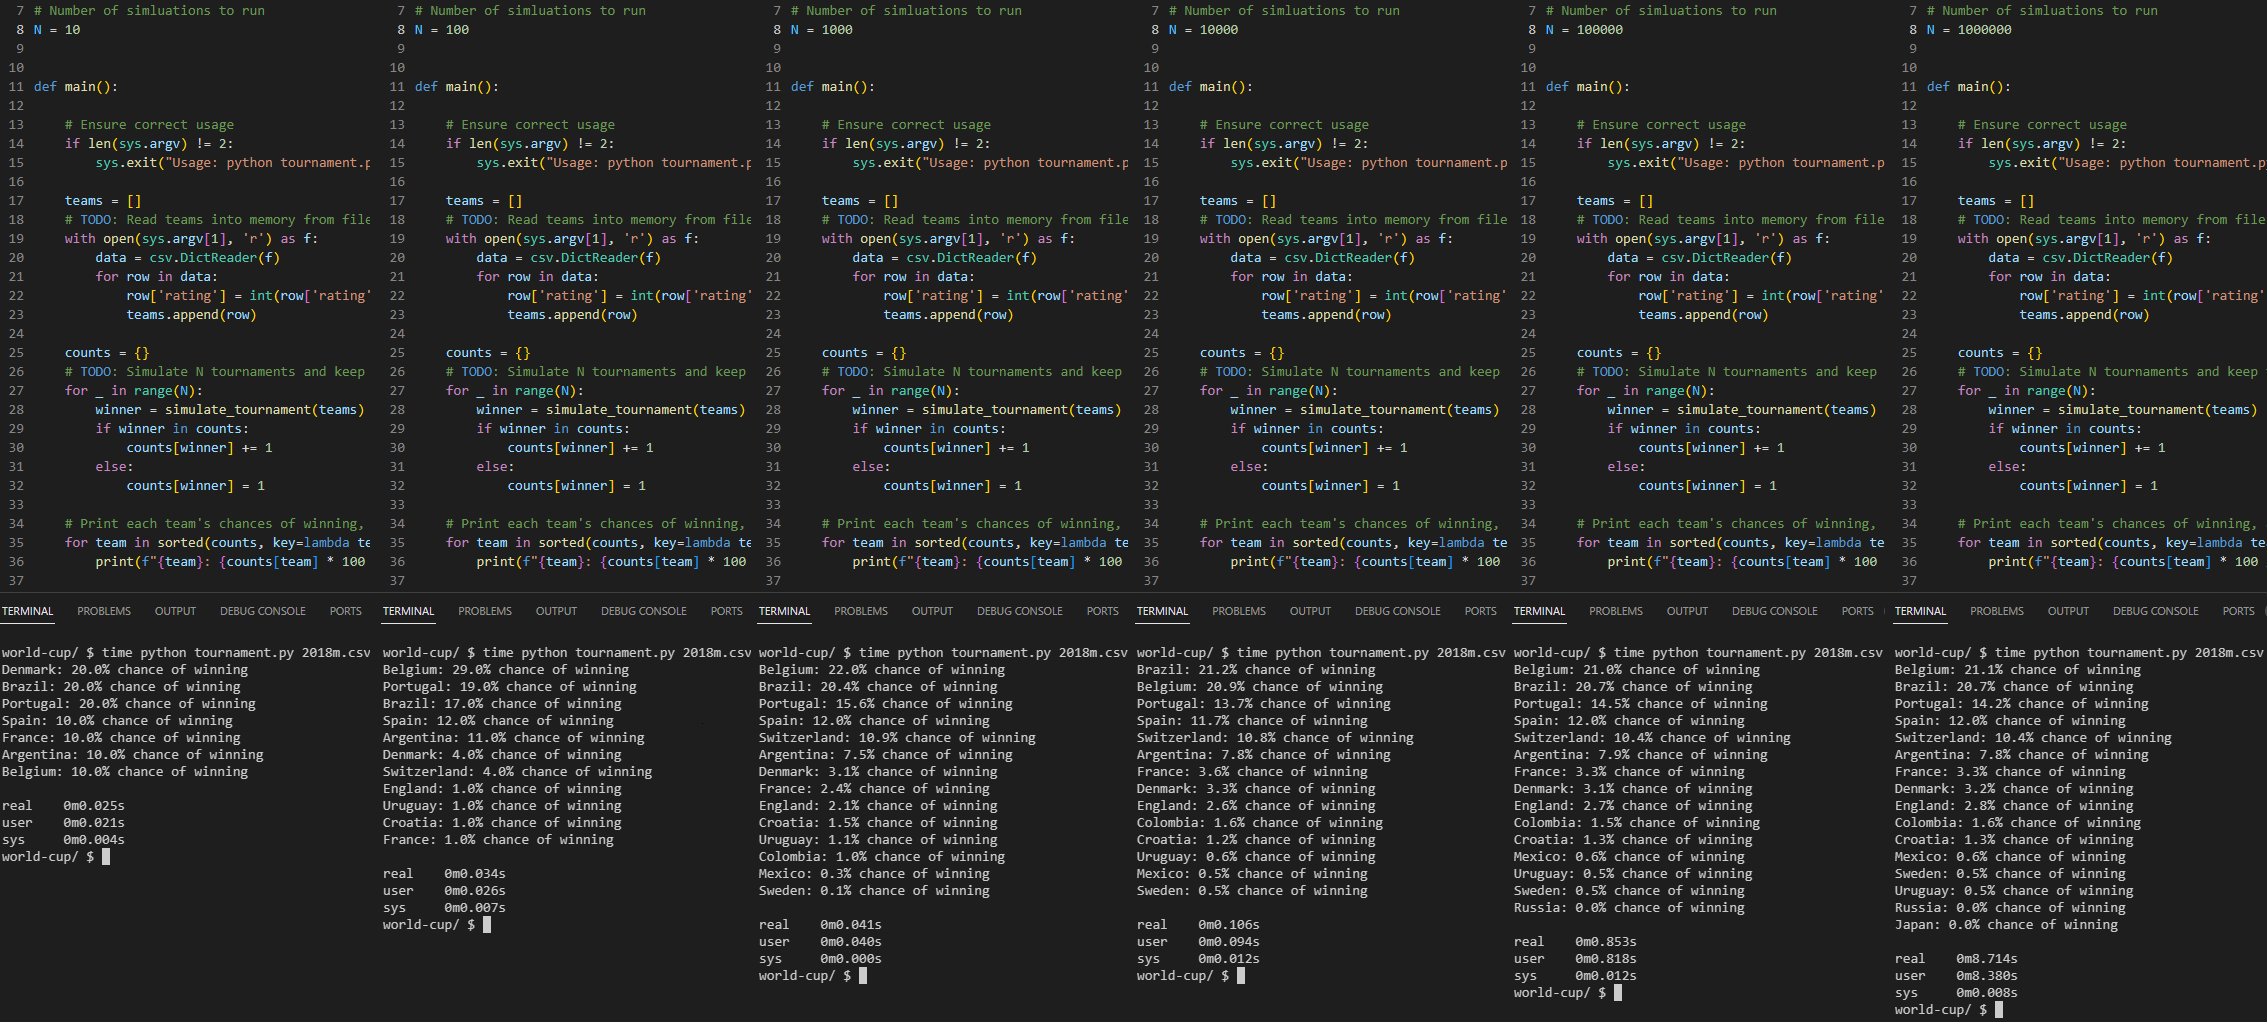 7 # Number of simluations to run
8 N = 10
9
10
11 def main():
12
13 # Ensure correct usage
14 if len(sys.argv) != 2:
15 sys.exit("Usage: python tournament.p
16
17 teams = []
18 # TODO: Read teams into memory from file
19 with open(sys.argv[1], 'r') as f:
20 data = csv.DictReader(f)
21 for row in data:
22 row['rating'] = int(row['rating'
23 teams.append(row)
24
25 counts = {}
26 # TODO: Simulate N tournaments and keep
27 for _ in range(N):
28 winner = simulate_tournament(teams)
29 if winner in counts:
30 counts[winner] += 1
31 else:
32 counts[winner] = 1
33
34 # Print each team's chances of winning,
35 for team in sorted(counts, key=lambda te
36 print(f"{team}: {counts[team] * 100
37
TERMINAL PROBLEMS OUTPUT DEBUG CONSOLE PORTS
world-cup/ $ time python tournament.py 2018m.csv
Denmark: 20.0% chance of winning
Brazil: 20.0% chance of winning
Portugal: 20.0% chance of winning
Spain: 10.0% chance of winning
France: 10.0% chance of winning
Argentina: 10.0% chance of winning
Belgium: 10.0% chance of winning
real 0m0.025s
user 0m0.021s
sys 0m0.004s
world-cup/ $
7 # Number of simluations to run
8 N = 100
9
10
11 def main():
12
13 # Ensure correct usage
14 if len(sys.argv) != 2:
15 sys.exit("Usage: python tournament.p
16
17 teams = []
18 # TODO: Read teams into memory from file
19 with open(sys.argv[1], 'r') as f:
20 data = csv.DictReader(f)
21 for row in data:
22 row['rating'] = int(row['rating'
23 teams.append(row)
24
25 counts = {}
26 # TODO: Simulate N tournaments and keep
27 for _ in range(N):
28 winner = simulate_tournament(teams)
29 if winner in counts:
30 counts[winner] += 1
31 else:
32 counts[winner] = 1
33
34 # Print each team's chances of winning,
35 for team in sorted(counts, key=lambda te
36 print(f"{team}: {counts[team] * 100
37
TERMINAL PROBLEMS OUTPUT DEBUG CONSOLE PORTS
world-cup/ $ time python tournament.py 2018m.csv
Belgium: 29.0% chance of winning
Portugal: 19.0% chance of winning
Brazil: 17.0% chance of winning
Spain: 12.0% chance of winning
Argentina: 11.0% chance of winning
Denmark: 4.0% chance of winning
Switzerland: 4.0% chance of winning
England: 1.0% chance of winning
Uruguay: 1.0% chance of winning
Croatia: 1.0% chance of winning
France: 1.0% chance of winning
real 0m0.034s
user 0m0.026s
sys 0m0.007s
world-cup/ $
7 # Number of simluations to run
8 N = 1000
9
10
11 def main():
12
13 # Ensure correct usage
14 if len(sys.argv) != 2:
15 sys.exit("Usage: python tournament.p
16
17 teams = []
18 # TODO: Read teams into memory from file
19 with open(sys.argv[1], 'r') as f:
20 data = csv.DictReader(f)
21 for row in data:
22 row['rating'] = int(row['rating'
23 teams.append(row)
24
25 counts = {}
26 # TODO: Simulate N tournaments and keep
27 for _ in range(N):
28 winner = simulate_tournament(teams)
29 if winner in counts:
30 counts[winner] += 1
31 else:
32 counts[winner] = 1
33
34 # Print each team's chances of winning,
35 for team in sorted(counts, key=lambda te
36 print(f"{team}: {counts[team] * 100
37
TERMINAL PROBLEMS OUTPUT DEBUG CONSOLE PORTS
world-cup/ $ time python tournament.py 2018m.csv
Belgium: 22.0% chance of winning
Brazil: 20.4% chance of winning
Portugal: 15.6% chance of winning
Spain: 12.0% chance of winning
Switzerland: 10.9% chance of winning
Argentina: 7.5% chance of winning
Denmark: 3.1% chance of winning
France: 2.4% chance of winning
England: 2.1% chance of winning
Croatia: 1.5% chance of winning
Uruguay: 1.1% chance of winning
Colombia: 1.0% chance of winning
Mexico: 0.3% chance of winning
Sweden: 0.1% chance of winning
real 0m0.041s
user 0m0.040s
sys 0m0.000s
world-cup/ $
7 # Number of simluations to run
8 N = 10000
9
10
11 def main():
12
13 # Ensure correct usage
14 if len(sys.argv) != 2:
15 sys.exit("Usage: python tournament.p
16
17 teams = []
18 # TODO: Read teams into memory from file
19 with open(sys.argv[1], 'r') as f:
20 data = csv.DictReader(f)
21 for row in data:
22 row['rating'] = int(row['rating'
23 teams.append(row)
24
25 counts = {}
26 # TODO: Simulate N tournaments and keep
27 for _ in range(N):
28 winner = simulate_tournament(teams)
29 if winner in counts:
30 counts[winner] += 1
31 else:
32 counts[winner] = 1
33
34 # Print each team's chances of winning,
35 for team in sorted(counts, key=lambda te
36 print(f"{team}: {counts[team] * 100
37
TERMINAL PROBLEMS OUTPUT DEBUG CONSOLE PORTS
world-cup/ $ time python tournament.py 2018m.csv
Brazil: 21.2% chance of winning
Belgium: 20.9% chance of winning
Portugal: 13.7% chance of winning
Spain: 11.7% chance of winning
Switzerland: 10.8% chance of winning
Argentina: 7.8% chance of winning
France: 3.6% chance of winning
Denmark: 3.3% chance of winning
England: 2.6% chance of winning
Colombia: 1.6% chance of winning
Croatia: 1.2% chance of winning
Uruguay: 0.6% chance of winning
Mexico: 0.5% chance of winning
Sweden: 0.5% chance of winning
real 0m0.106s
user 0m0.094s
sys 0m0.012s
world-cup/ $
7 # Number of simluations to run
8 N = 100000
9
10
11 def main():
12
13 # Ensure correct usage
14 if len(sys.argv) != 2:
15 sys.exit("Usage: python tournament.p
16
17 teams = []
18 # TODO: Read teams into memory from file
19 with open(sys.argv[1], 'r') as f:
20 data = csv.DictReader(f)
21 for row in data:
22 row['rating'] = int(row['rating'
23 teams.append(row)
24
25 counts = {}
26 # TODO: Simulate N tournaments and keep
27 for _ in range(N):
28 winner = simulate_tournament(teams)
29 if winner in counts:
30 counts[winner] += 1
31 else:
32 counts[winner] = 1
33
34 # Print each team's chances of winning,
35 for team in sorted(counts, key=lambda te
36 print(f"{team}: {counts[team] * 100
37
TERMINAL PROBLEMS OUTPUT DEBUG CONSOLE PORTS
world-cup/ $ time python tournament.py 2018m.csv
Belgium: 21.0% chance of winning
Brazil: 20.7% chance of winning
Portugal: 14.5% chance of winning
Spain: 12.0% chance of winning
Switzerland: 10.4% chance of winning
Argentina: 7.9% chance of winning
France: 3.3% chance of winning
Denmark: 3.1% chance of winning
England: 2.7% chance of winning
Colombia: 1.5% chance of winning
Croatia: 1.3% chance of winning
Mexico: 0.6% chance of winning
Uruguay: 0.5% chance of winning
Sweden: 0.5% chance of winning
Russia: 0.0% chance of winning
real 0m0.853s
user 0m0.818s
sys 0m0.012s
world-cup/ $
7 # Number of simluations to run
8 N = 1000000
9
10
11 def main():
12
13 # Ensure correct usage
14 if len(sys.argv) != 2:
15 sys.exit("Usage: python tournament.p
16
17 teams = []
18 # TODO: Read teams into memory from file
19 with open(sys.argv[1], 'r') as f:
20 data = csv.DictReader(f)
21 for row in data:
22 row['rating'] = int(row['rating'
23 teams.append(row)
24
25 counts = {}
26 # TODO: Simulate N tournaments and keep
27 for _ in range(N):
28 winner = simulate_tournament(teams)
29 if winner in counts:
30 counts[winner] += 1
31 else:
32 counts[winner] = 1
33
34 # Print each team's chances of winning,
35 for team in sorted(counts, key=lambda te
36 print(f"{team}: {counts[team] * 100
37
TERMINAL PROBLEMS OUTPUT DEBUG CONSOLE PORTS
world-cup/ $ time python tournament.py 2018m.csv
Belgium: 21.1% chance of winning
Brazil: 20.7% chance of winning
Portugal: 14.2% chance of winning
Spain: 12.0% chance of winning
Switzerland: 10.4% chance of winning
Argentina: 7.8% chance of winning
France: 3.3% chance of winning
Denmark: 3.2% chance of winning
England: 2.8% chance of winning
Colombia: 1.6% chance of winning
Croatia: 1.3% chance of winning
Mexico: 0.6% chance of winning
Sweden: 0.5% chance of winning
Uruguay: 0.5% chance of winning
Russia: 0.0% chance of winning
Japan: 0.0% chance of winning
real 0m8.714s
user 0m8.380s
sys 0m0.008s
world-cup/ $